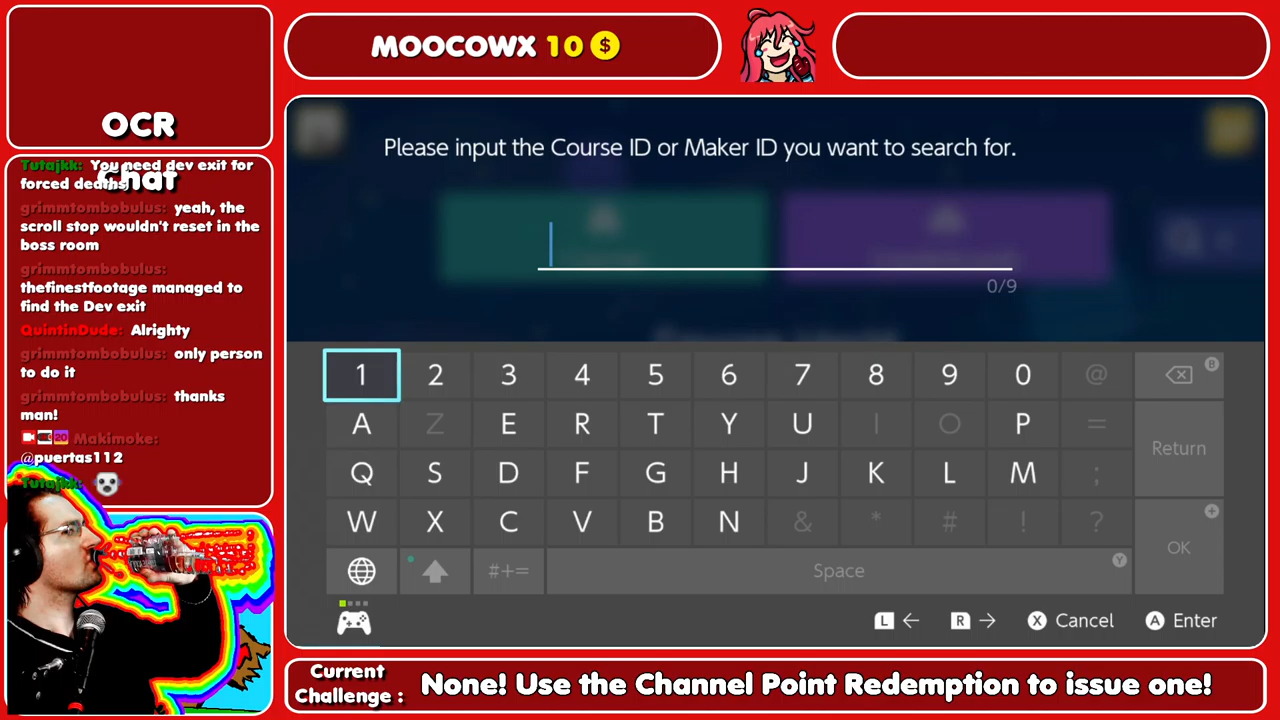 MOOCOWX 10 $
OCR
Chat
Tutajkk: You need dev exit for
forced deaths
grimmtombobulus: yeah, the
scroll stop wouldn't reset in the
boss room
grimmtombobulus:
thefinestfootage managed to
find the Dev exit
QuintinDude: Alrighty
grimmtombobulus: only person
to do it
grimmtombobulus: thanks
man!
20 Makimoke:
@puertas112
Tutajkk:
Please input the Course ID or Maker ID you want to search for.
0/9
1 2 3 4 5 6 7 8 9 0 @ B
A Z E R T Y U I O P =
Return
Q S D F G H J K L M ;
W X C V B N & * # ! ?
OK
#+= Space Y
L ← R → X Cancel A Enter
Current
Challenge :
None! Use the Channel Point Redemption to issue one!